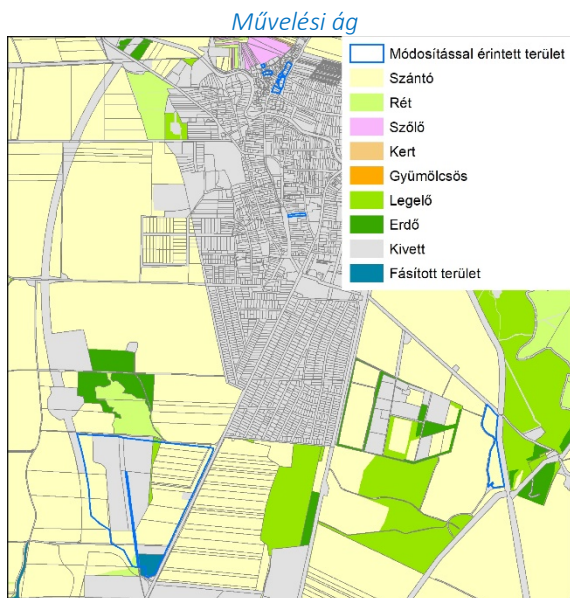 Művelési ág
Módosítással érintett terület
Szántó
Rét
Szőlő
Kert
Gyümölcsös
Legelő
Erdő
Kivett
Fásított terület